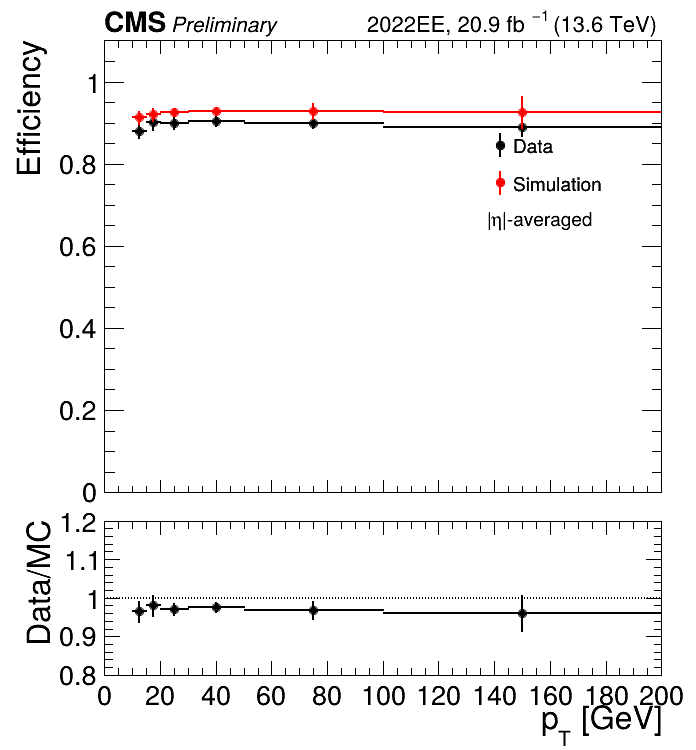 CMS Preliminary 2022EE, 20.9 fb⁻¹ (13.6 TeV)
Efficiency
1
0.8
0.6
0.4
0.2
0
Data
Simulation
|η|-averaged
Data/MC
1.2
1.1
1
0.9
0.8
0 20 40 60 80 100 120 140 160 180 200
p_T [GeV]